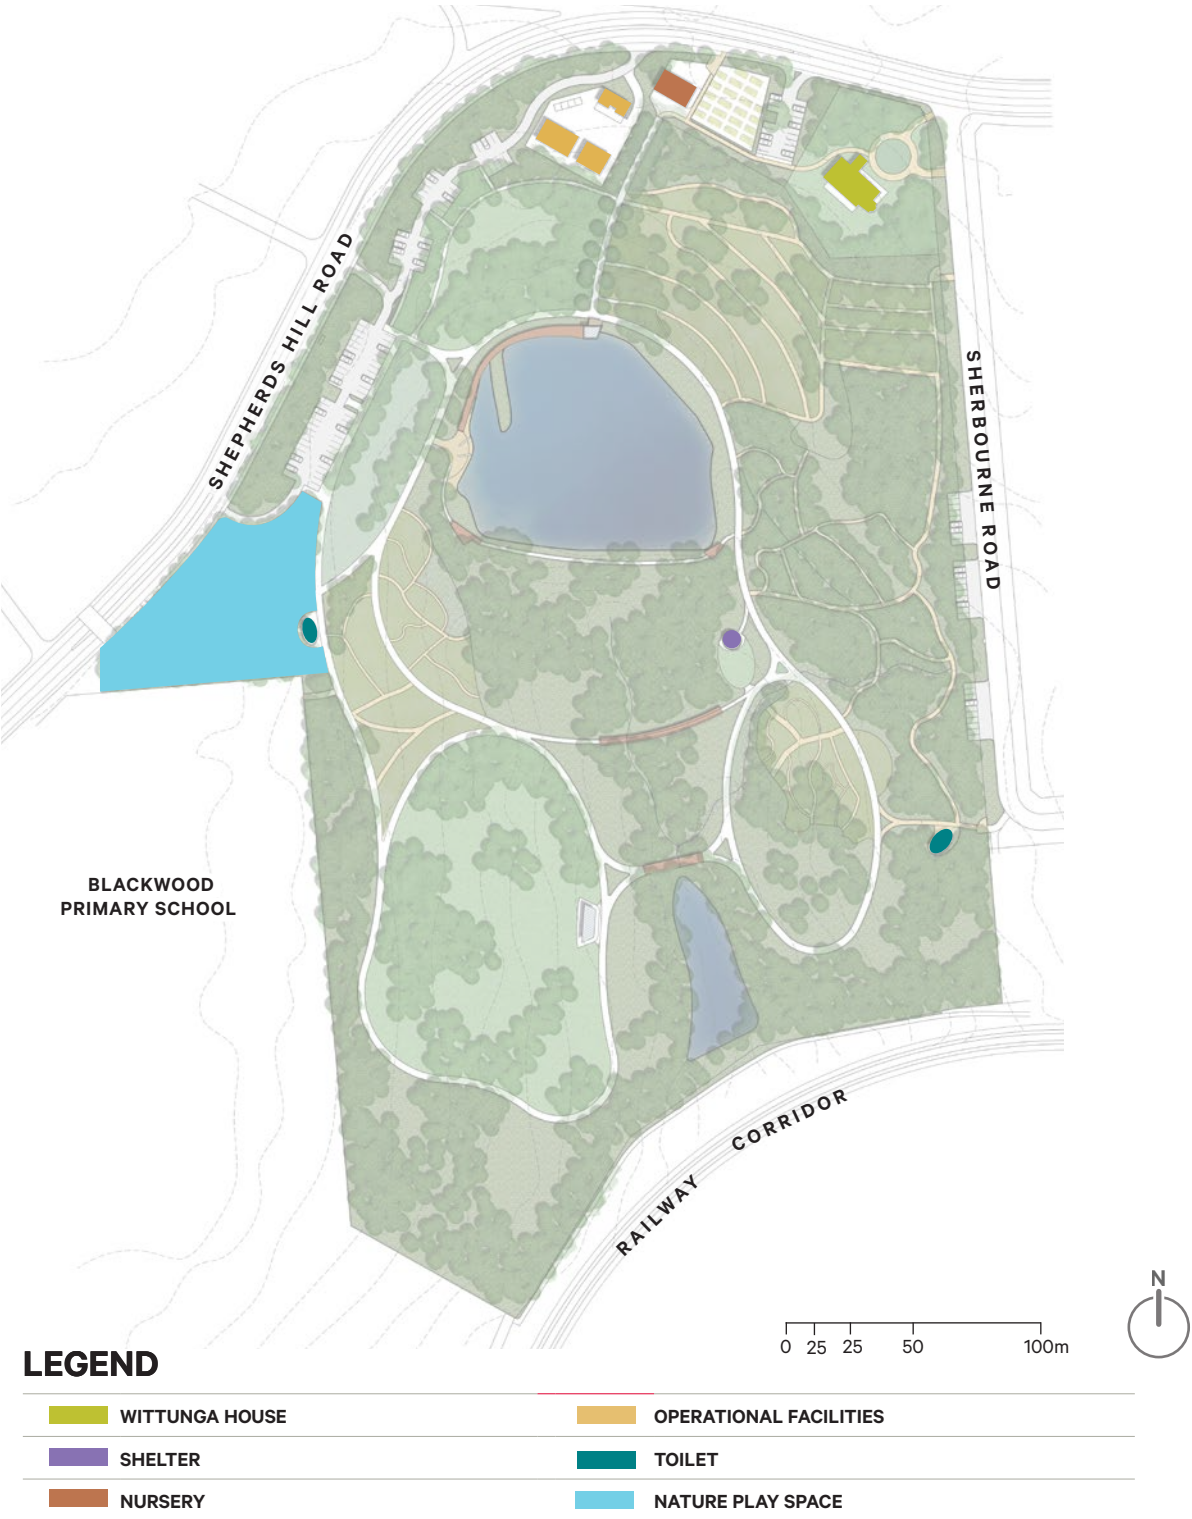 SHEPHERDS HILL ROAD
SHERBOURNE ROAD
BLACKWOOD
PRIMARY SCHOOL
RAILWAY CORRIDOR
N
0 25 25 50 100m
LEGEND
WITTUNGA HOUSE
OPERATIONAL FACILITIES
SHELTER
TOILET
NURSERY
NATURE PLAY SPACE